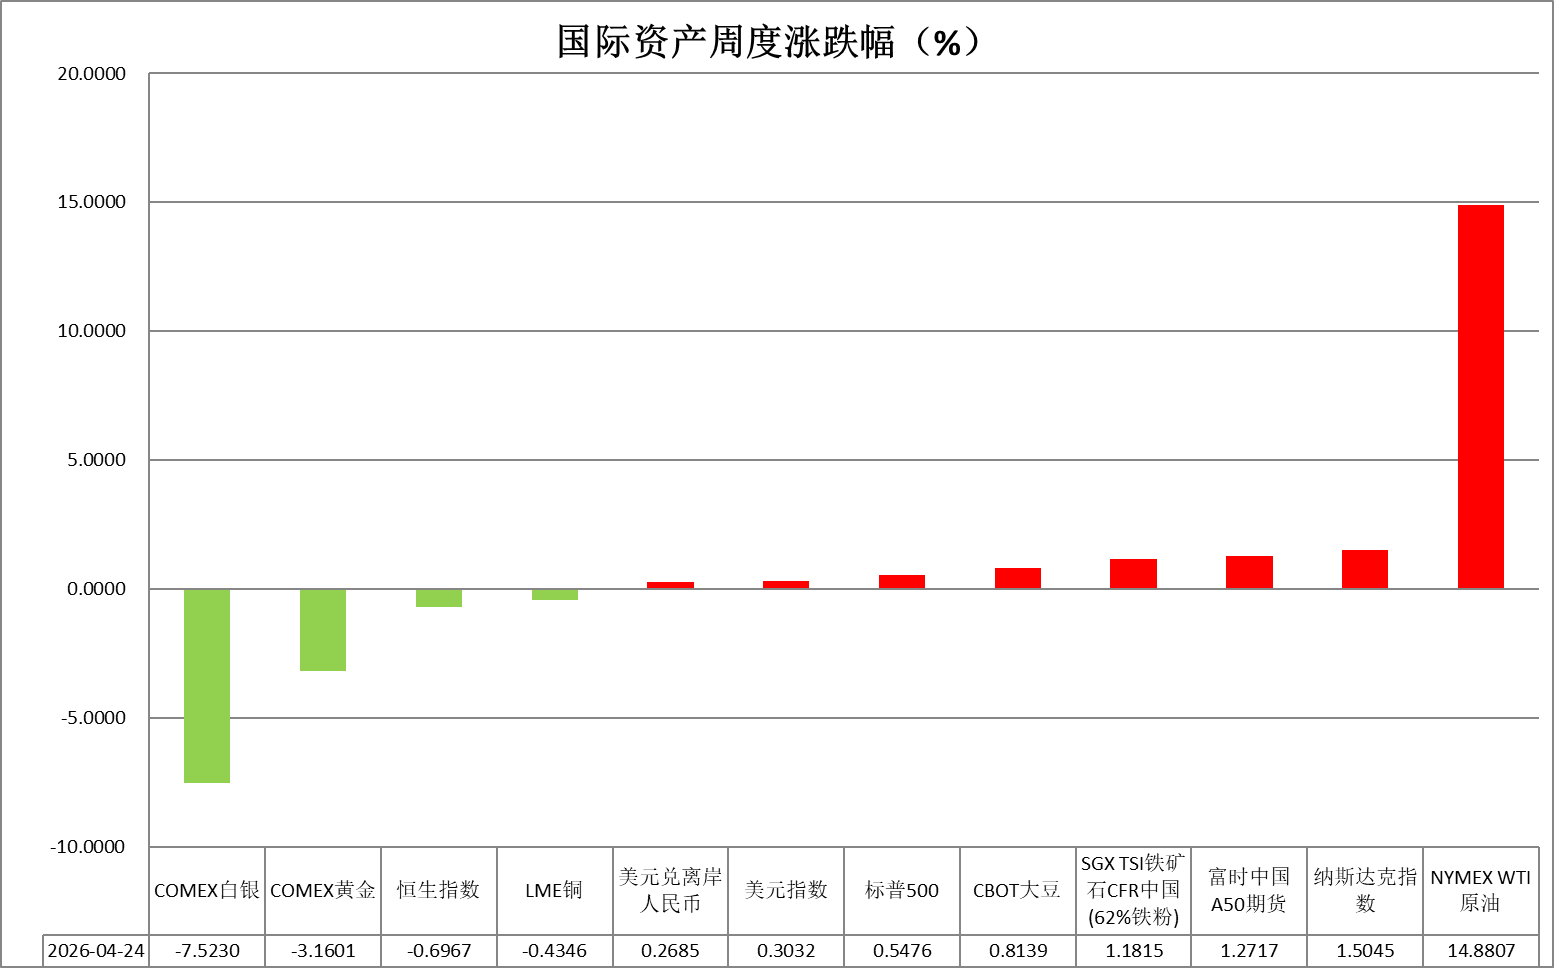 国际资产周度涨跌幅（%）
20.0000
15.0000
10.0000
5.0000
0.0000
-5.0000
-10.0000
COMEX白银
COMEX黄金
恒生指数
LME铜
美元兑离岸
人民币
美元指数
标普500
CBOT大豆
SGX TSI铁矿
石CFR中国
(62%铁粉)
富时中国
A50期货
纳斯达克指
数
NYMEX WTI
原油
2026-04-24
-7.5230
-3.1601
-0.6967
-0.4346
0.2685
0.3032
0.5476
0.8139
1.1815
1.2717
1.5045
14.8807